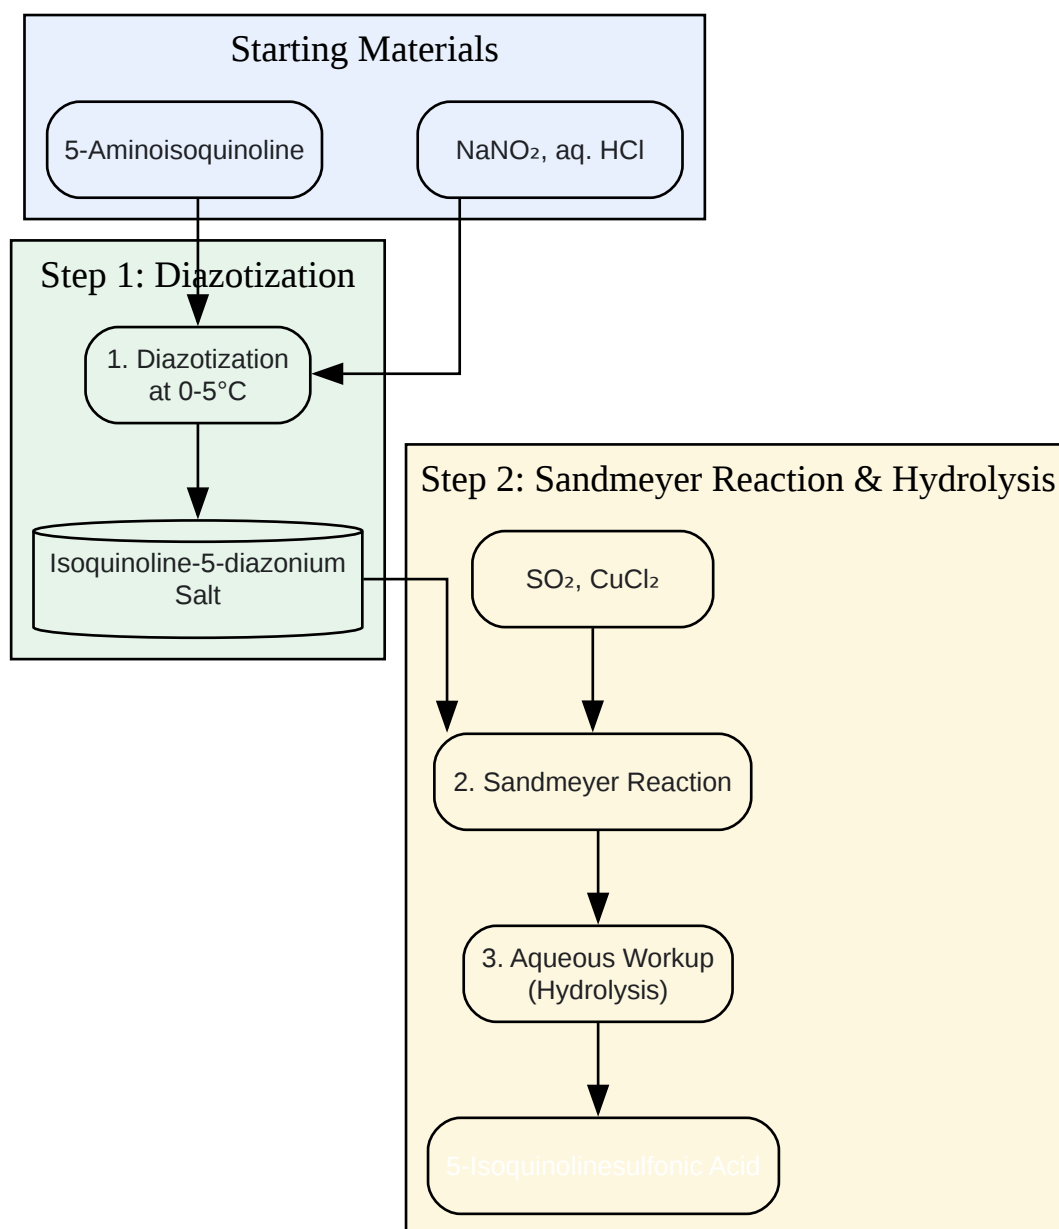 Starting Materials
5-Aminoisoquinoline
NaNO₂, aq. HCl
Step 1: Diazotization
1. Diazotization
at 0-5°C
Isoquinoline-5-diazonium
Salt
Step 2: Sandmeyer Reaction & Hydrolysis
SO₂, CuCl₂
2. Sandmeyer Reaction
3. Aqueous Workup
(Hydrolysis)
5-Isoquinolinesulfonic Acid